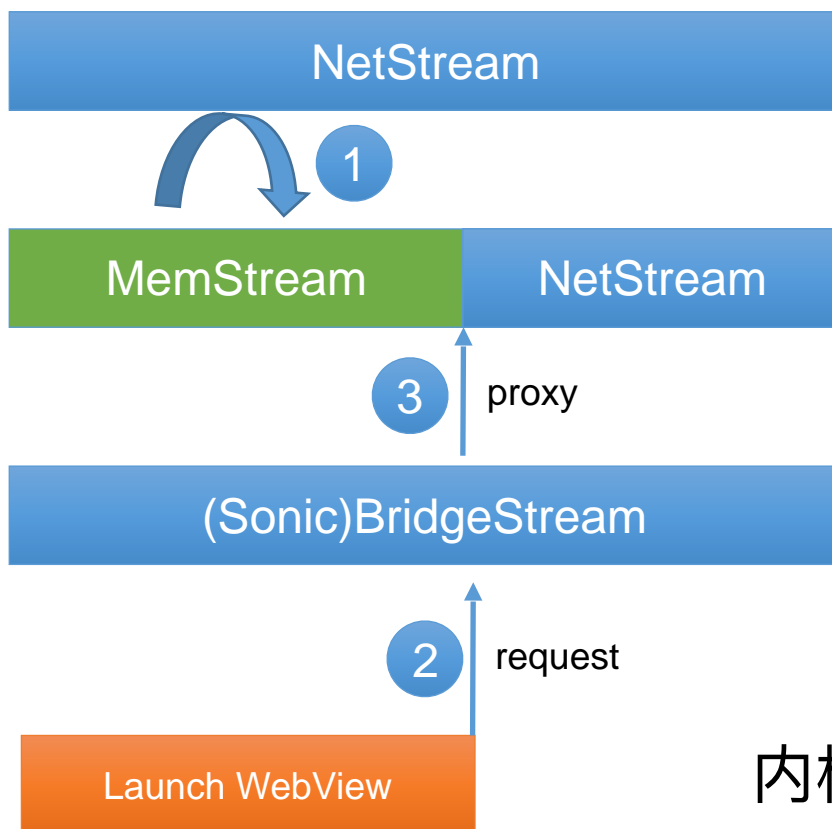 NetStream
1
MemStream NetStream
3 proxy
(Sonic)BridgeStream
2 request
Launch WebView
内